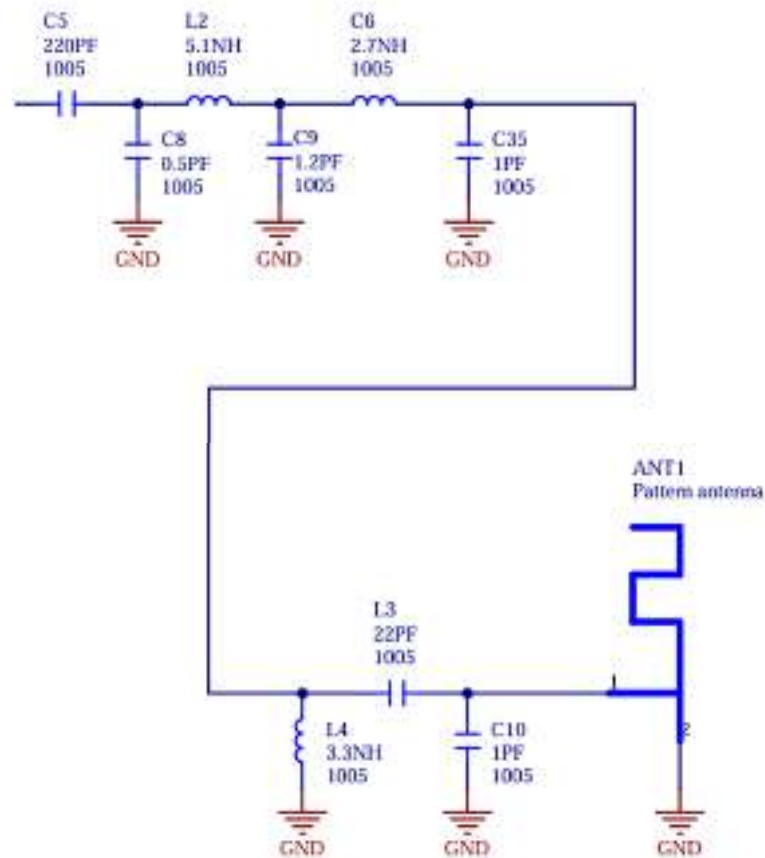 C5
220PF
1005
L2
5.1NH
1005
C6
2.7NH
1005
C8
0.5PF
1005
C9
1.2PF
1005
C35
1PF
1005
GND
GND
GND
ANT1
Pattern antenna
L3
22PF
1005
1
2
L4
3.3NH
1005
C10
1PF
1005
GND
GND
GND